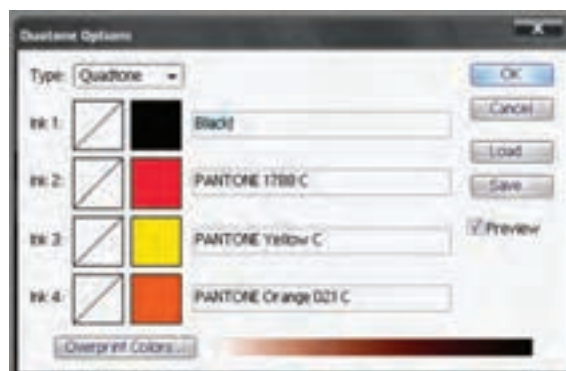 Duotone Options
Type: Quadtone
OK
Cancel
Load
Save...
Preview
Ink 1: Black
Ink 2: PANTONE 1788 C
Ink 3: PANTONE Yellow C
Ink 4: PANTONE Orange 021 C
Overprint Colors...